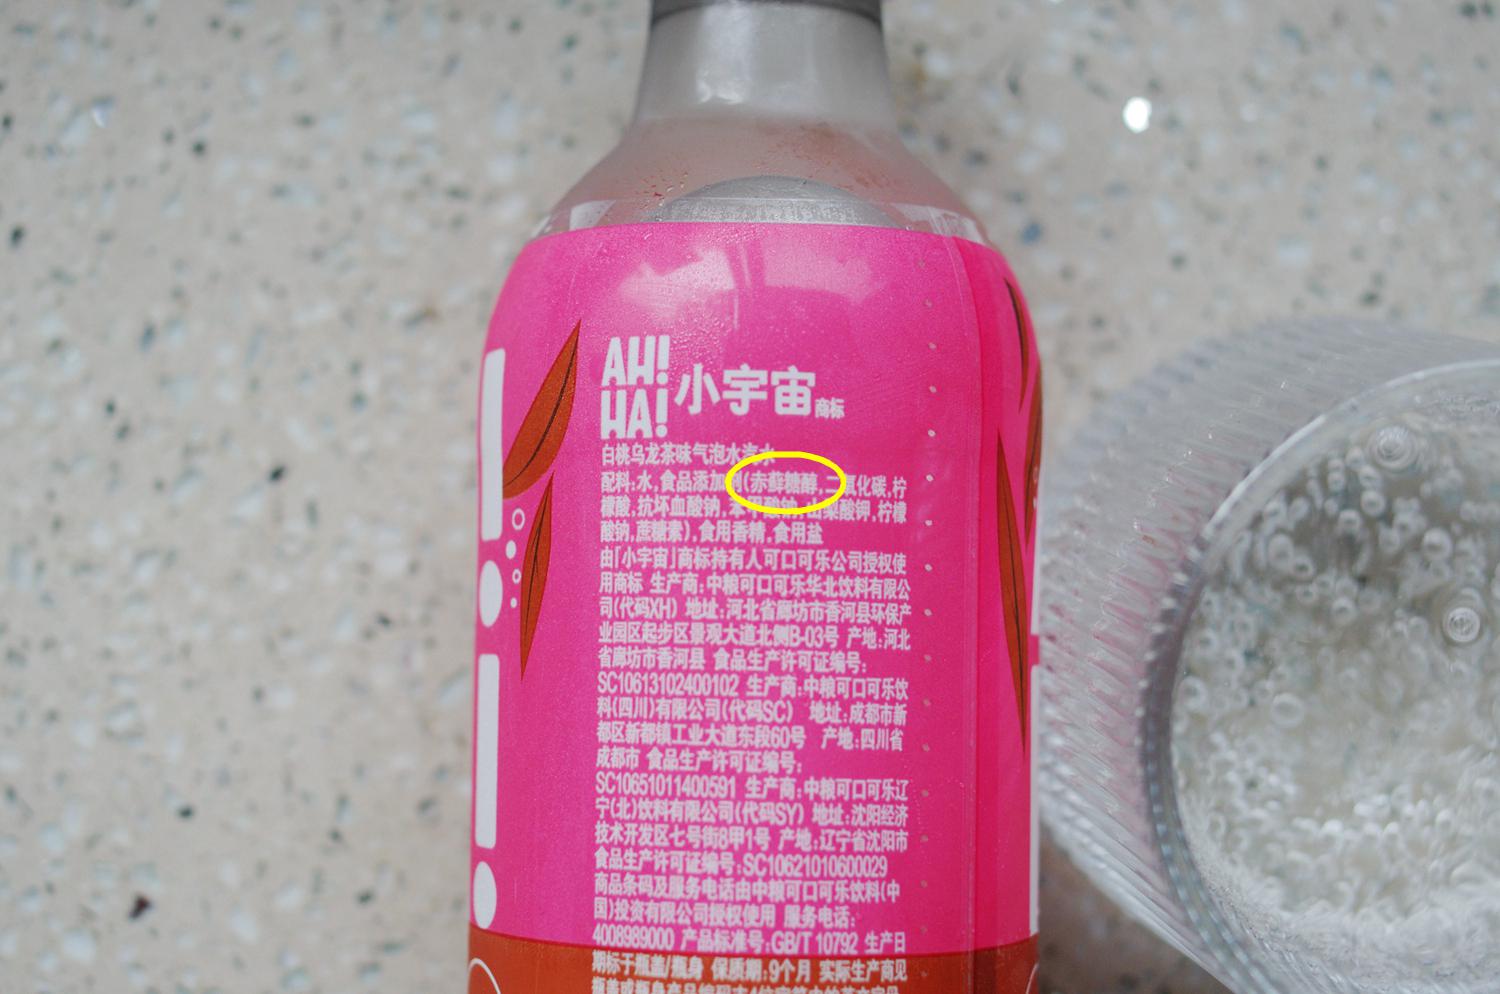 AH!
HA!
小宇宙商标
白桃乌龙茶味气泡水汽水
配料:水,食品添加剂(赤藓糖醇,二氧化碳,柠
檬酸,抗坏血酸钠,苯甲酸钠,山梨酸钾,柠檬
酸钠,蔗糖素),食用香精,食用盐
由「小宇宙」商标持有人可口可乐公司授权使
用商标 生产商:中粮可口可乐华北饮料有限公
司(代码XH) 地址:河北省廊坊市香河县环保产
业园区起步区景观大道北侧B-03号 产地:河北
省廊坊市香河县 食品生产许可证编号:
SC10613102400102 生产商:中粮可口可乐饮
料(四川)有限公司(代码SC) 地址:成都市新
都区新都镇工业大道东段60号 产地:四川省
成都市 食品生产许可证编号:
SC10651011400591 生产商:中粮可口可乐辽
宁(北)饮料有限公司(代码SY) 地址:沈阳经济
技术开发区七号街8甲1号 产地:辽宁省沈阳市
食品生产许可证编号:SC10621010600029
商品条码及服务电话由中粮可口可乐饮料(中
国)投资有限公司授权使用 服务电话:
4008989000 产品标准号:GB/T 10792 生产日
期标于瓶盖/瓶身 保质期:9个月 实际生产商见